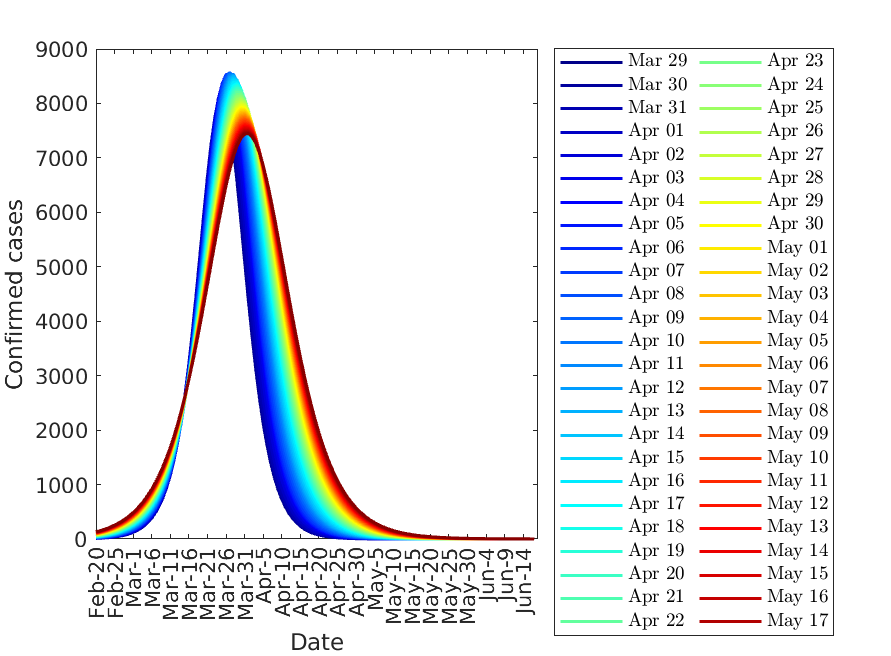 9000
8000
7000
6000
5000
4000
3000
2000
1000
0
Confirmed cases
Feb-20
Feb-25
Mar-1
Mar-6
Mar-11
Mar-16
Mar-21
Mar-26
Mar-31
Apr-5
Apr-10
Apr-15
Apr-20
Apr-25
Apr-30
May-5
May-10
May-15
May-20
May-25
May-30
Jun-4
Jun-9
Jun-14
Date
Mar 29
Mar 30
Mar 31
Apr 01
Apr 02
Apr 03
Apr 04
Apr 05
Apr 06
Apr 07
Apr 08
Apr 09
Apr 10
Apr 11
Apr 12
Apr 13
Apr 14
Apr 15
Apr 16
Apr 17
Apr 18
Apr 19
Apr 20
Apr 21
Apr 22
Apr 23
Apr 24
Apr 25
Apr 26
Apr 27
Apr 28
Apr 29
Apr 30
May 01
May 02
May 03
May 04
May 05
May 06
May 07
May 08
May 09
May 10
May 11
May 12
May 13
May 14
May 15
May 16
May 17